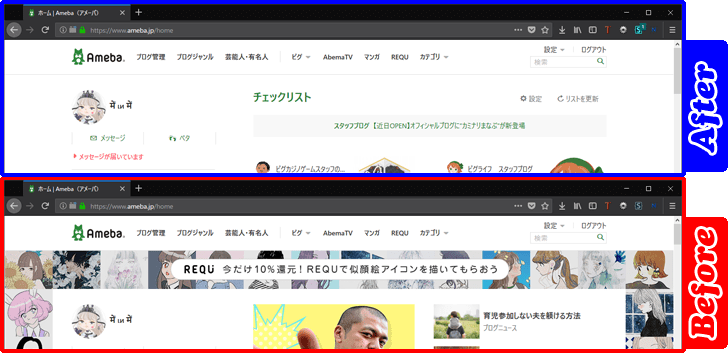 ホーム | Ameba (アメーバ)
https://www.ameba.jp/home
Ameba. ブログ管理 ブログジャンル 芸能人・有名人 ピグ AbemaTV マンガ REQU カテゴリ 設定 ログアウト
検索
में เห में
チェックリスト 設定 リストを更新
メッセージ ペタ
メッセージが届いています
スタッフブログ 【近日OPEN】オフィシャルブログに"カミナリまなぶ"が新登場
ピグカジノゲームスタッフの... ピグライフ スタッフブログ
After
ホーム | Ameba (アメーバ)
https://www.ameba.jp/home
Ameba. ブログ管理 ブログジャンル 芸能人・有名人 ピグ AbemaTV マンガ REQU カテゴリ 設定 ログアウト
検索
REQU 今だけ10%還元!REQUで似顔絵アイコンを描いてもらおう
育児参加しない夫を躾ける方法
ブログニュース
Before